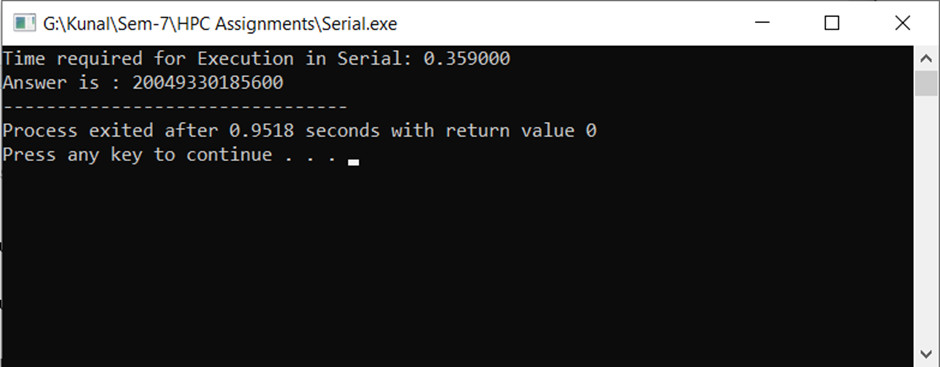 G:\Kunal\Sem-7\HPC Assignments\Serial.exe
Time required for Execution in Serial: 0.359000
Answer is : 20049330185600
--------------------------------
Process exited after 0.9518 seconds with return value 0
Press any key to continue . . .